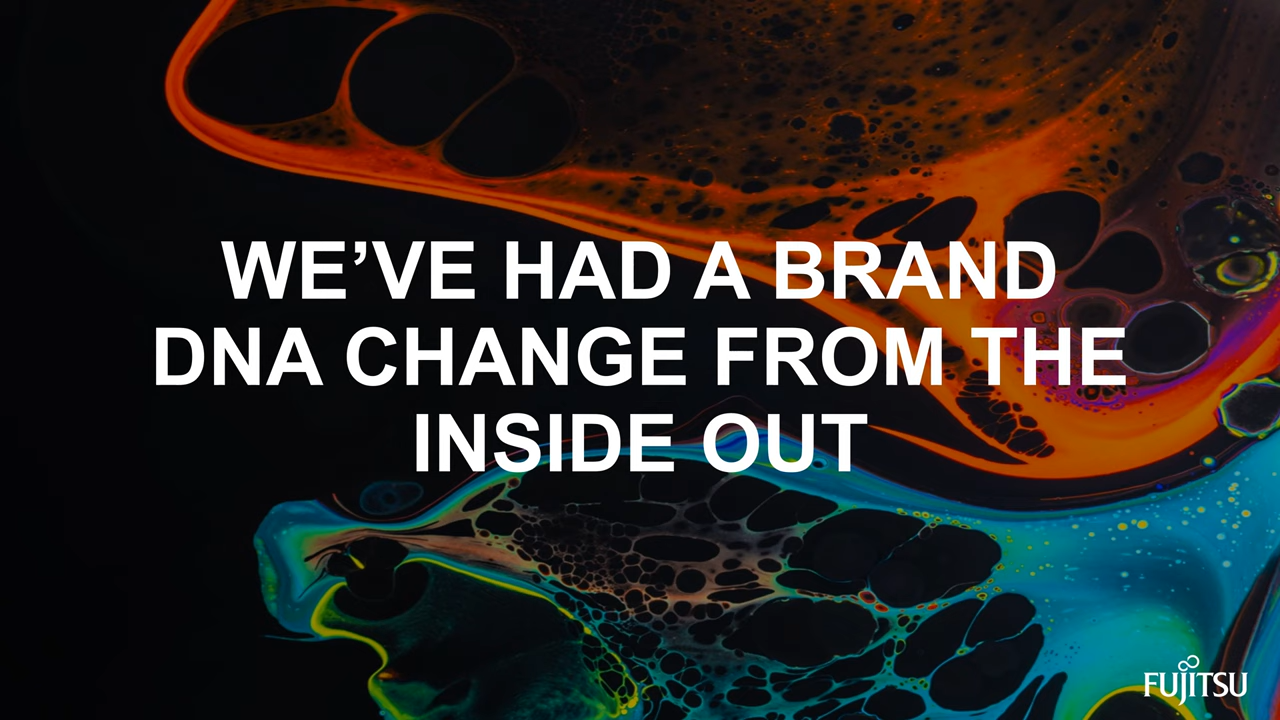 WE’VE HAD A BRAND
DNA CHANGE FROM THE
INSIDE OUT
FUJITSU